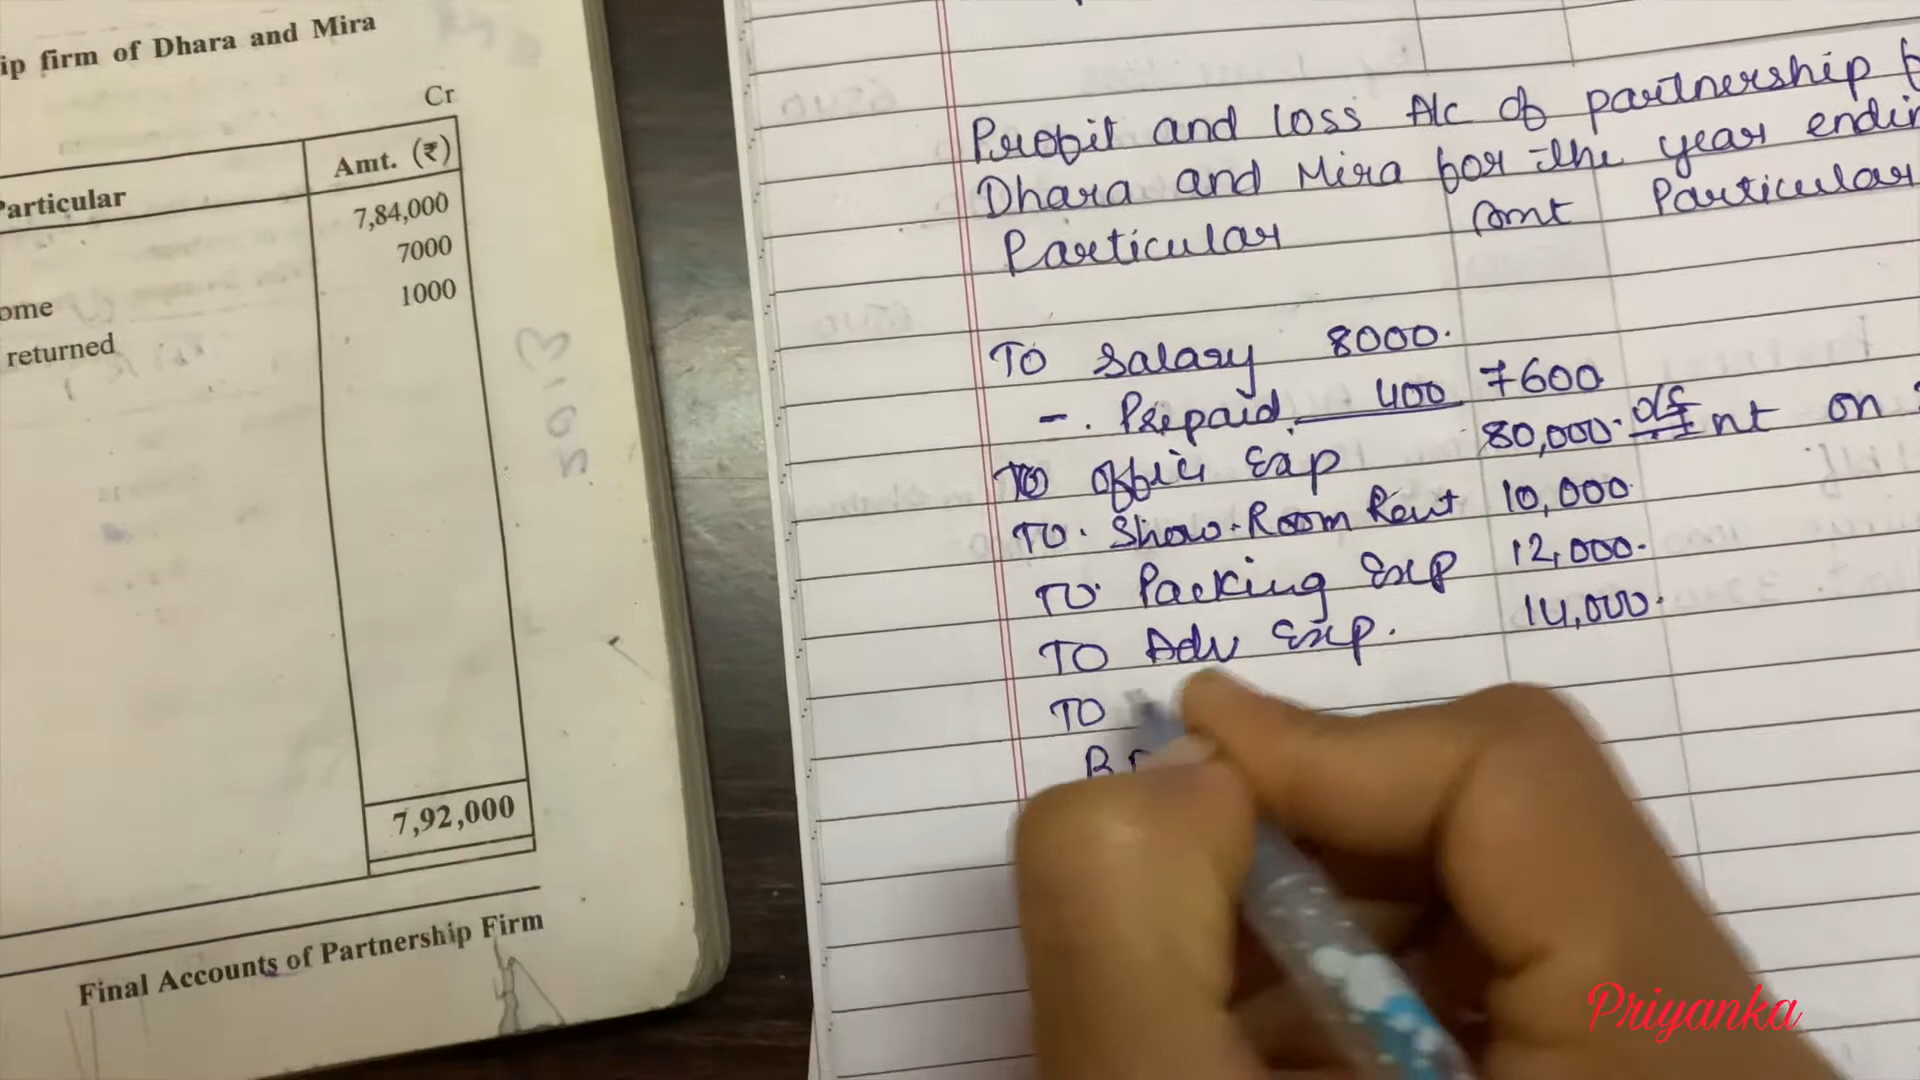 ip firm of Dhara and Mira
Cr
Particular Amt. (₹)
7,84,000
ome 7000
returned 1000
7,92,000
Final Accounts of Partnership Firm
Profit and loss A/c of partnership f
Dhara and Mira for the year endin
Particular Amt Particular
TO Salary 8000.
-. Prepaid. 400 7600
TO Office Exp 80,000. o/s Int on
TO. Show-Room Rent 10,000
TO. Packing Exp 12,000.
TO Adv Exp. 14,000.
TO
Priyanka